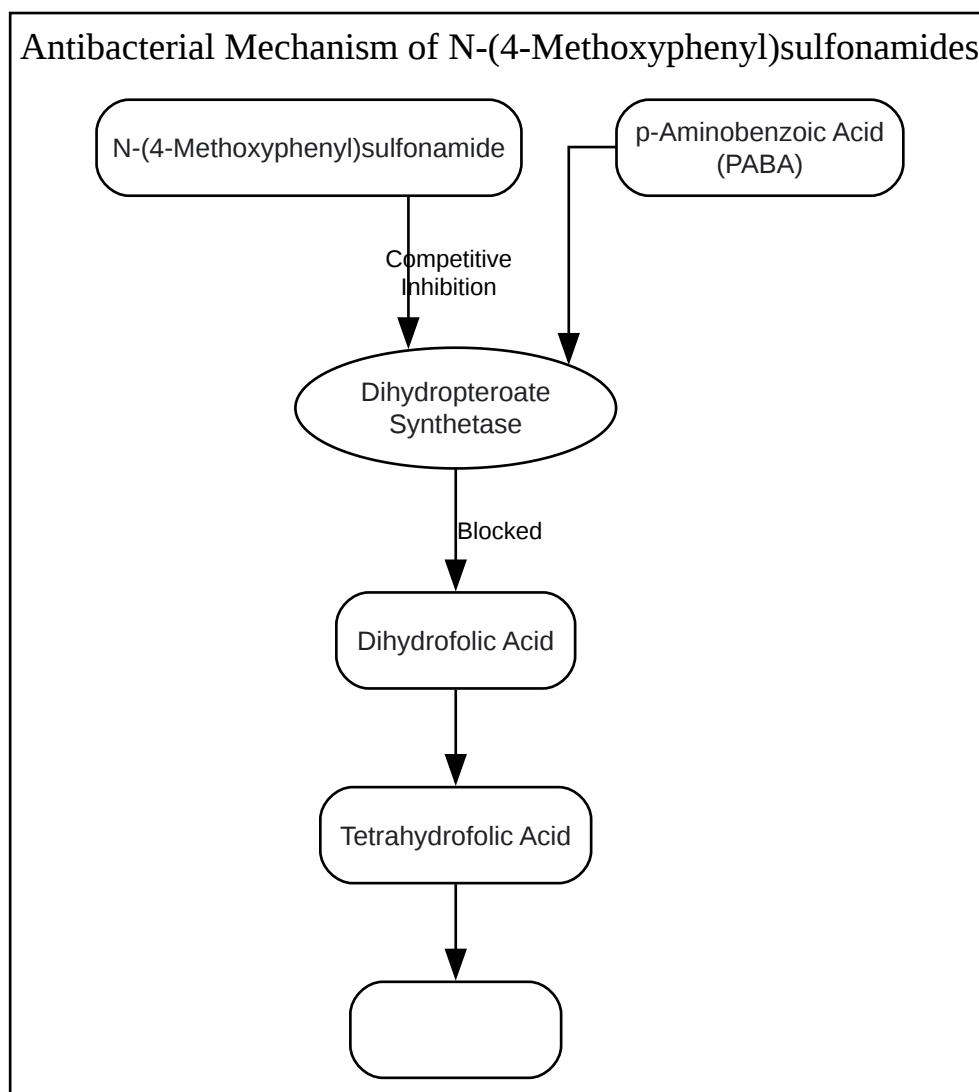 Antibacterial Mechanism of N-(4-Methoxyphenyl)sulfonamides
N-(4-Methoxyphenyl)sulfonamide
p-Aminobenzoic Acid
(PABA)
Competitive
Inhibition
Dihydropteroate
Synthetase
Blocked
Dihydrofolic Acid
Tetrahydrofolic Acid